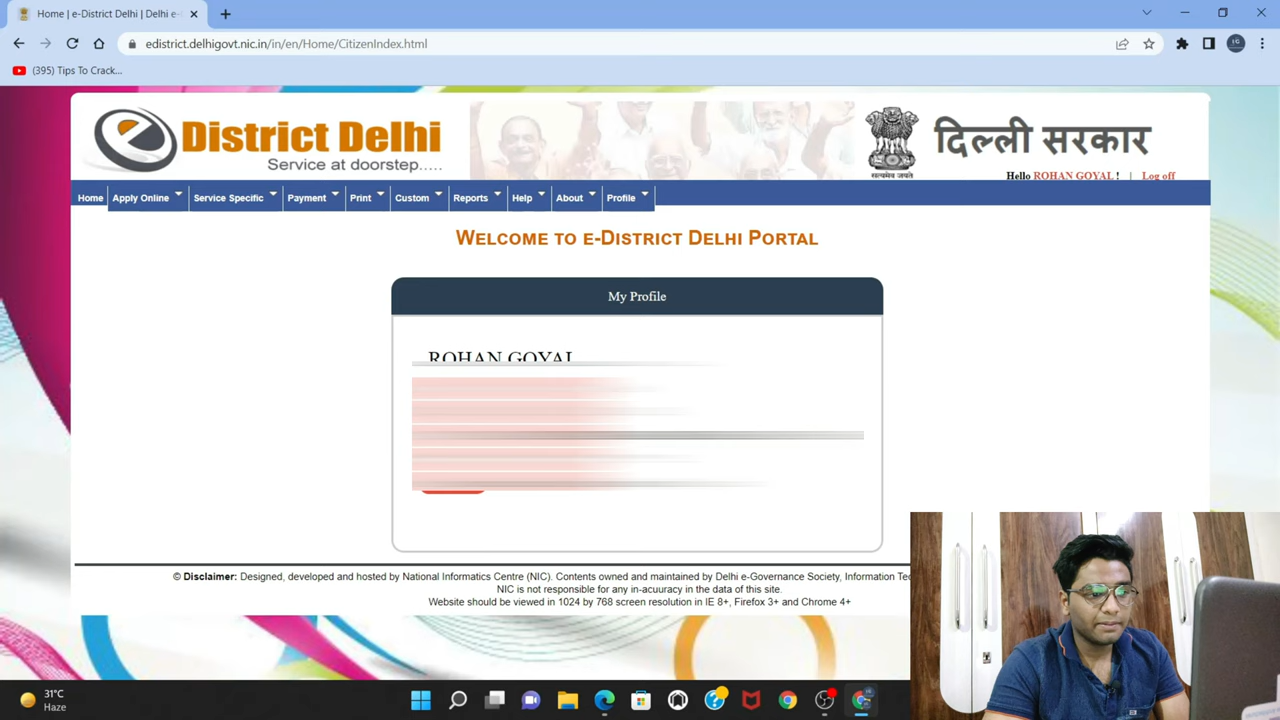 Home | e-District Delhi | Delhi e-
edistrict.delhigovt.nic.in/in/en/Home/CitizenIndex.html
(395) Tips To Crack...
e District Delhi
Service at doorstep.....
सत्यमेव जयते
दिल्ली सरकार
Hello ROHAN GOYAL ! | Log off
Home Apply Online Service Specific Payment Print Custom Reports Help About Profile
WELCOME TO E-DISTRICT DELHI PORTAL
My Profile
ROHAN GOYAL
© Disclaimer: Designed, developed and hosted by National Informatics Centre (NIC). Contents owned and maintained by Delhi e-Governance Society, Information Tec
NIC is not responsible for any in-acuuracy in the data of this site.
Website should be viewed in 1024 by 768 screen resolution in IE 8+, Firefox 3+ and Chrome 4+
31°C
Haze